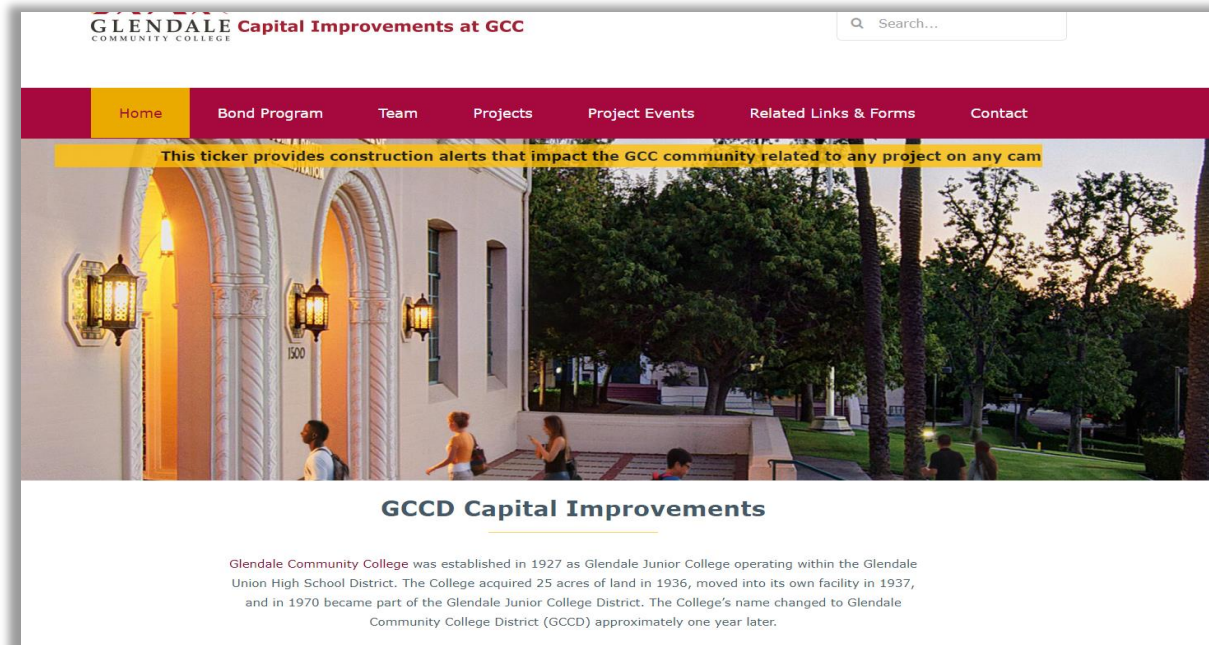 GLENDALE Capital Improvements at GCC
COMMUNITY COLLEGE
Search...
Home Bond Program Team Projects Project Events Related Links & Forms Contact
This ticker provides construction alerts that impact the GCC community related to any project on any cam
1500
GCCD Capital Improvements
Glendale Community College was established in 1927 as Glendale Junior College operating within the Glendale
Union High School District. The College acquired 25 acres of land in 1936, moved into its own facility in 1937,
and in 1970 became part of the Glendale Junior College District. The College’s name changed to Glendale
Community College District (GCCD) approximately one year later.